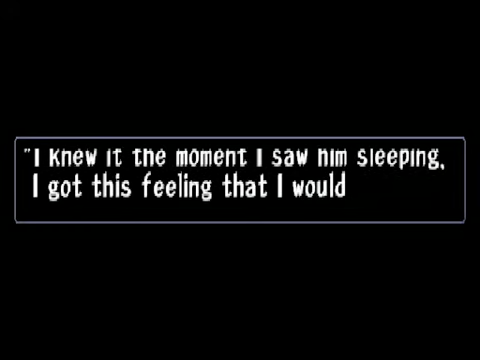 "I knew it the moment I saw him sleeping,
I got this feeling that I would